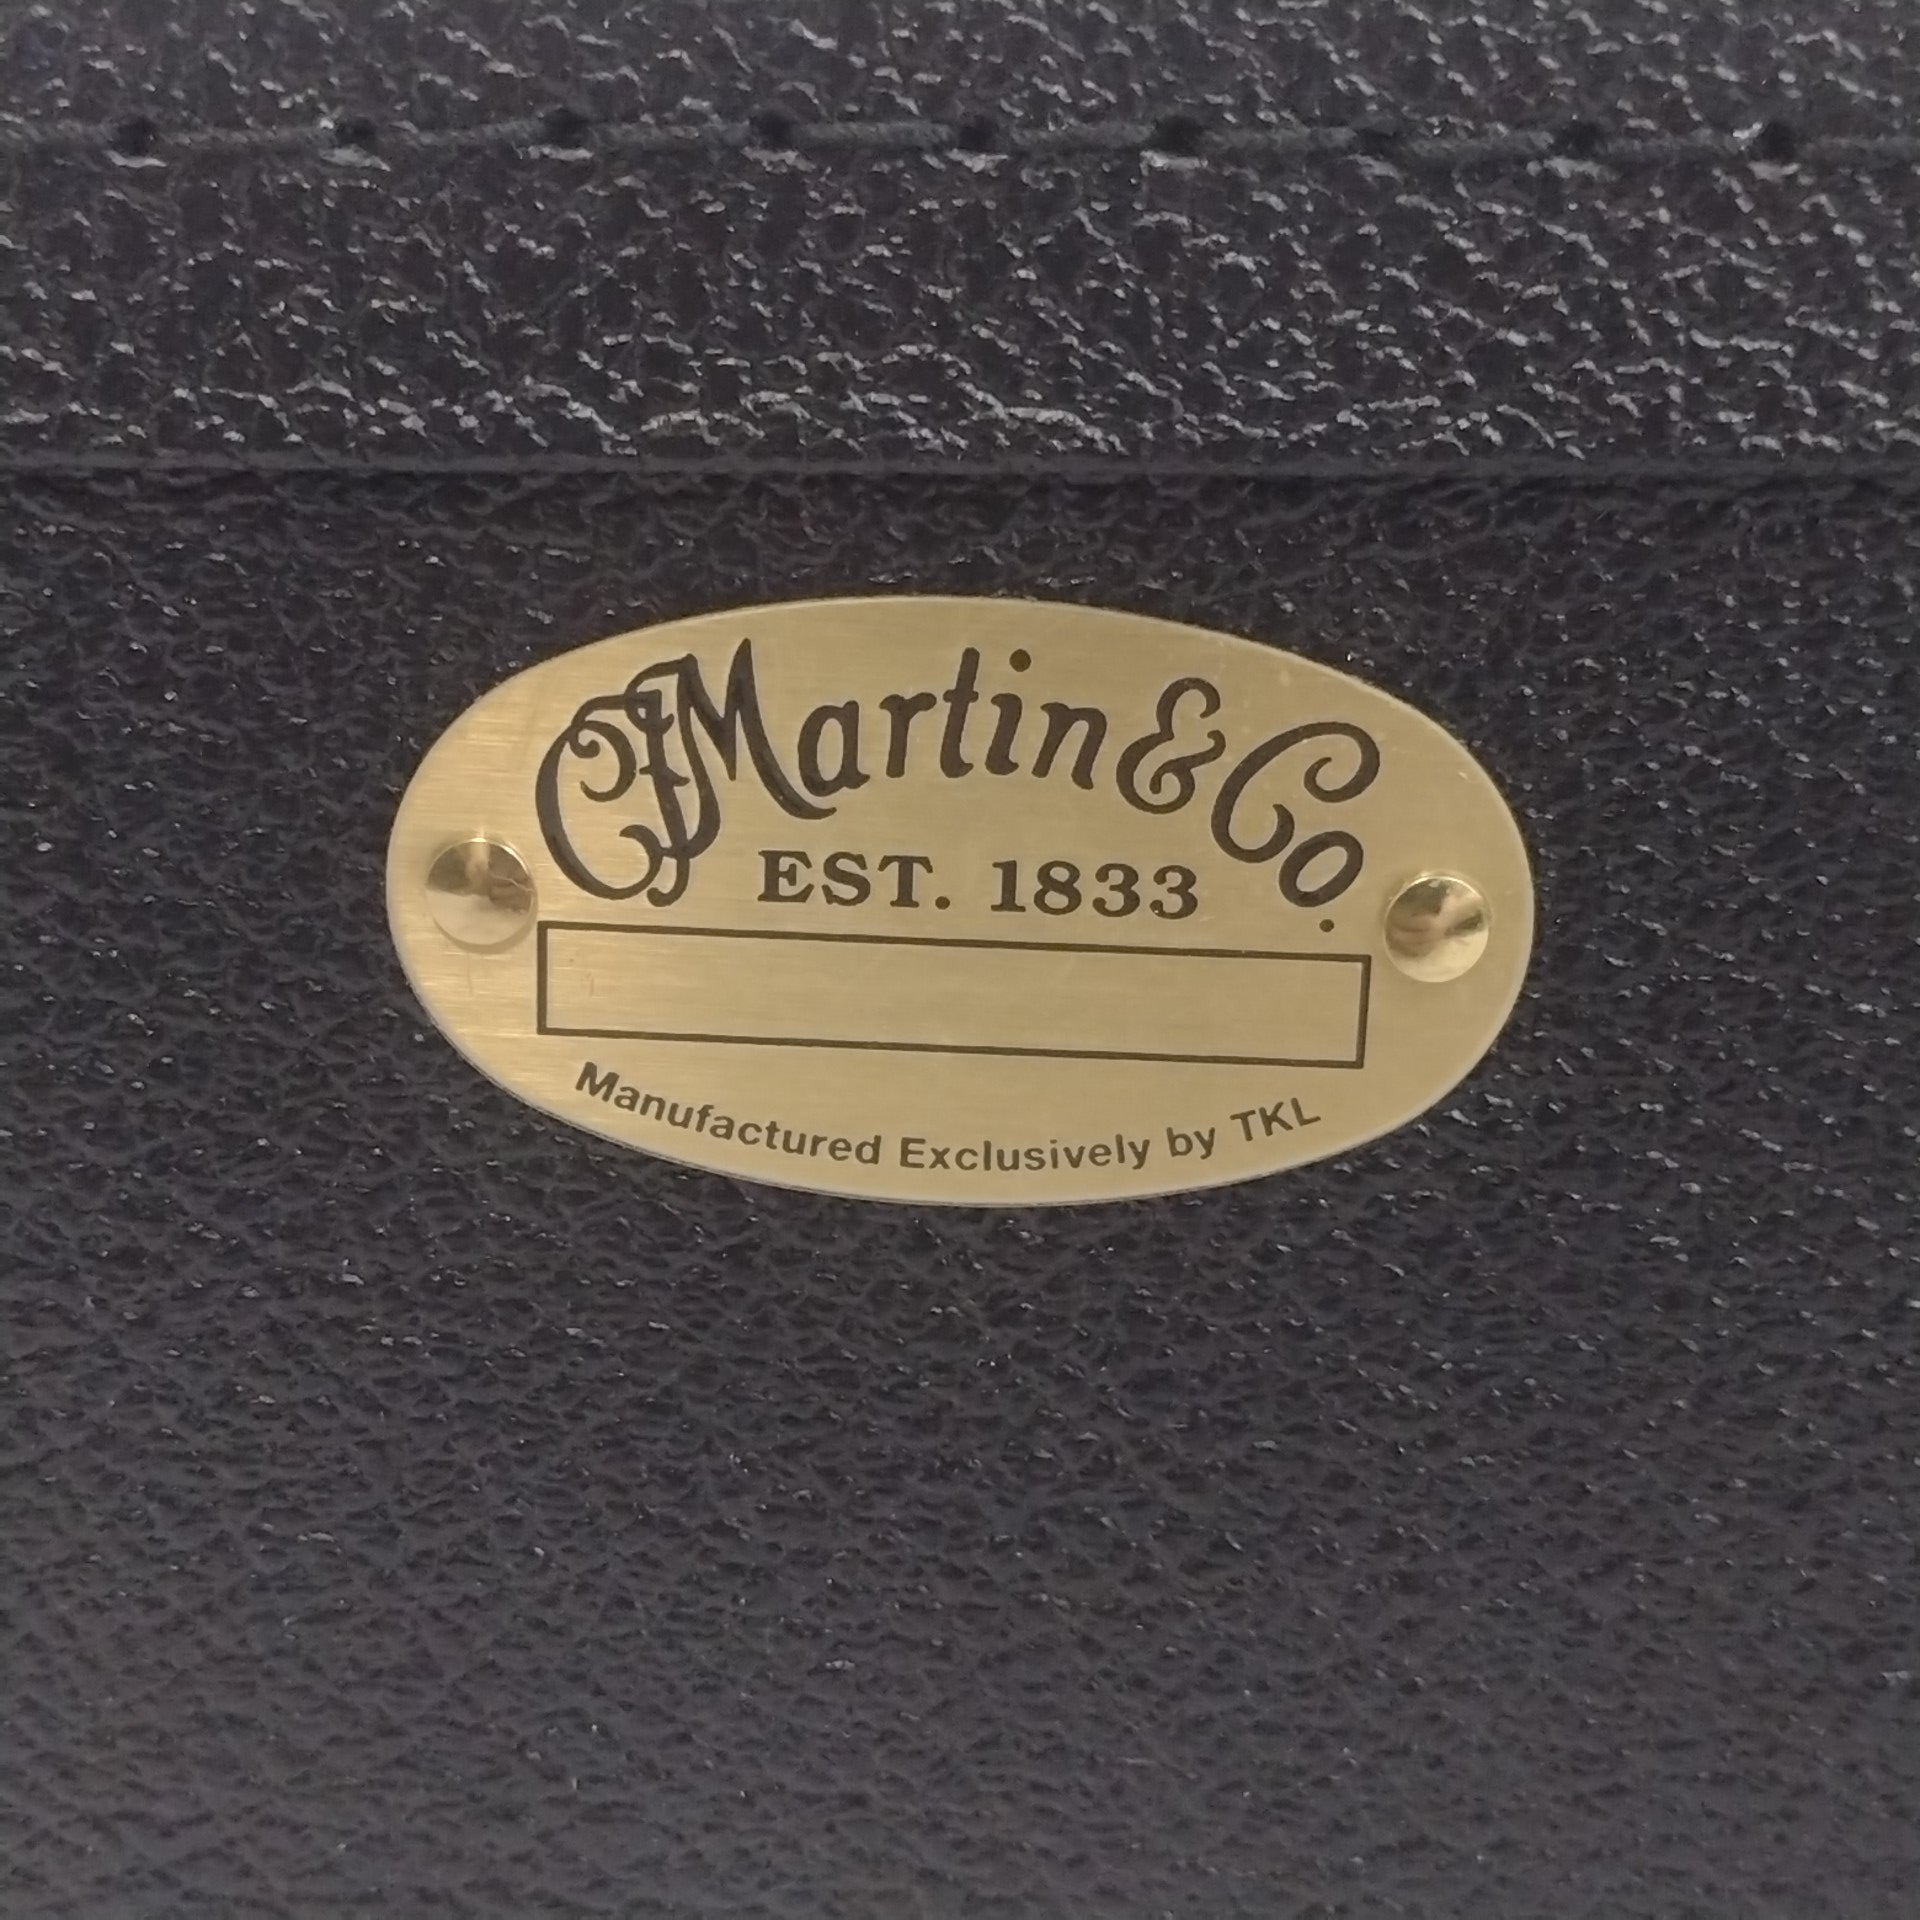 CFMartin & Co.
EST. 1833
Manufactured Exclusively by TKL